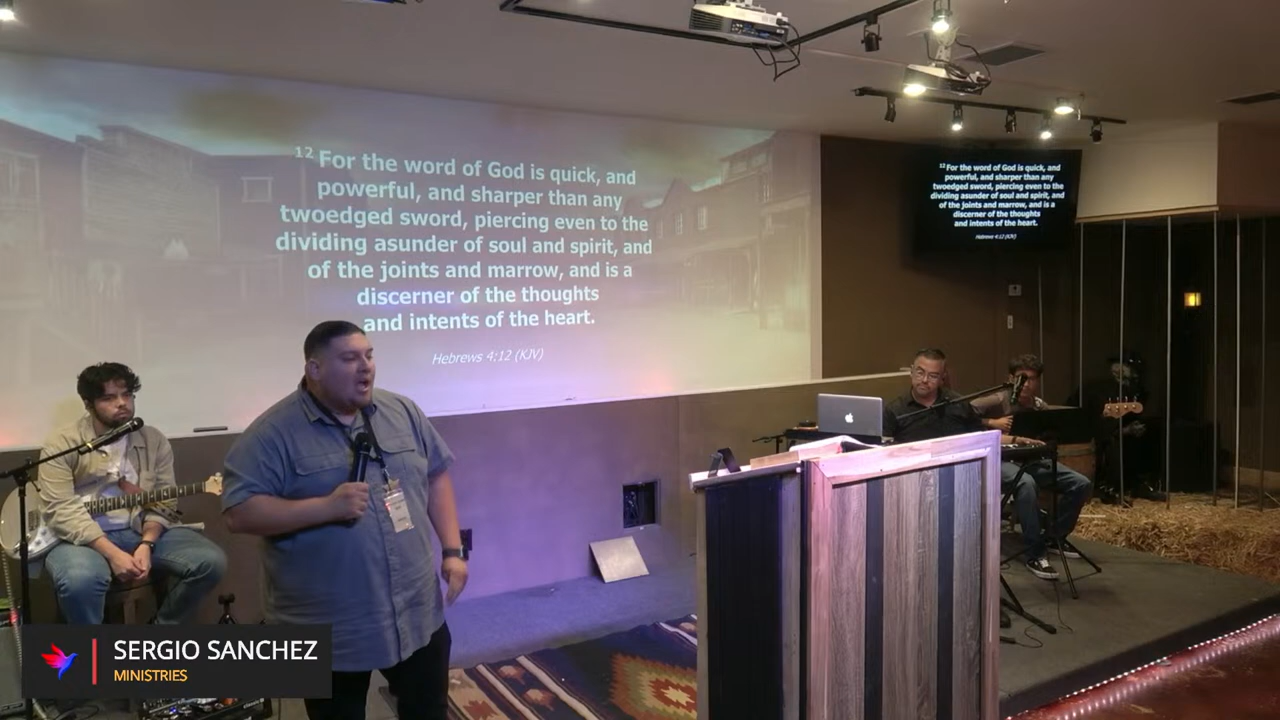 12 For the word of God is quick, and
powerful, and sharper than any
twoedged sword, piercing even to the
dividing asunder of soul and spirit, and
of the joints and marrow, and is a
discerner of the thoughts
and intents of the heart.
Hebrews 4:12 (KJV)
12 For the word of God is quick, and
powerful, and sharper than any
twoedged sword, piercing even to the
dividing asunder of soul and spirit, and
of the joints and marrow, and is a
discerner of the thoughts
and intents of the heart.
Hebrews 4:12 (KJV)
SERGIO SANCHEZ
MINISTRIES